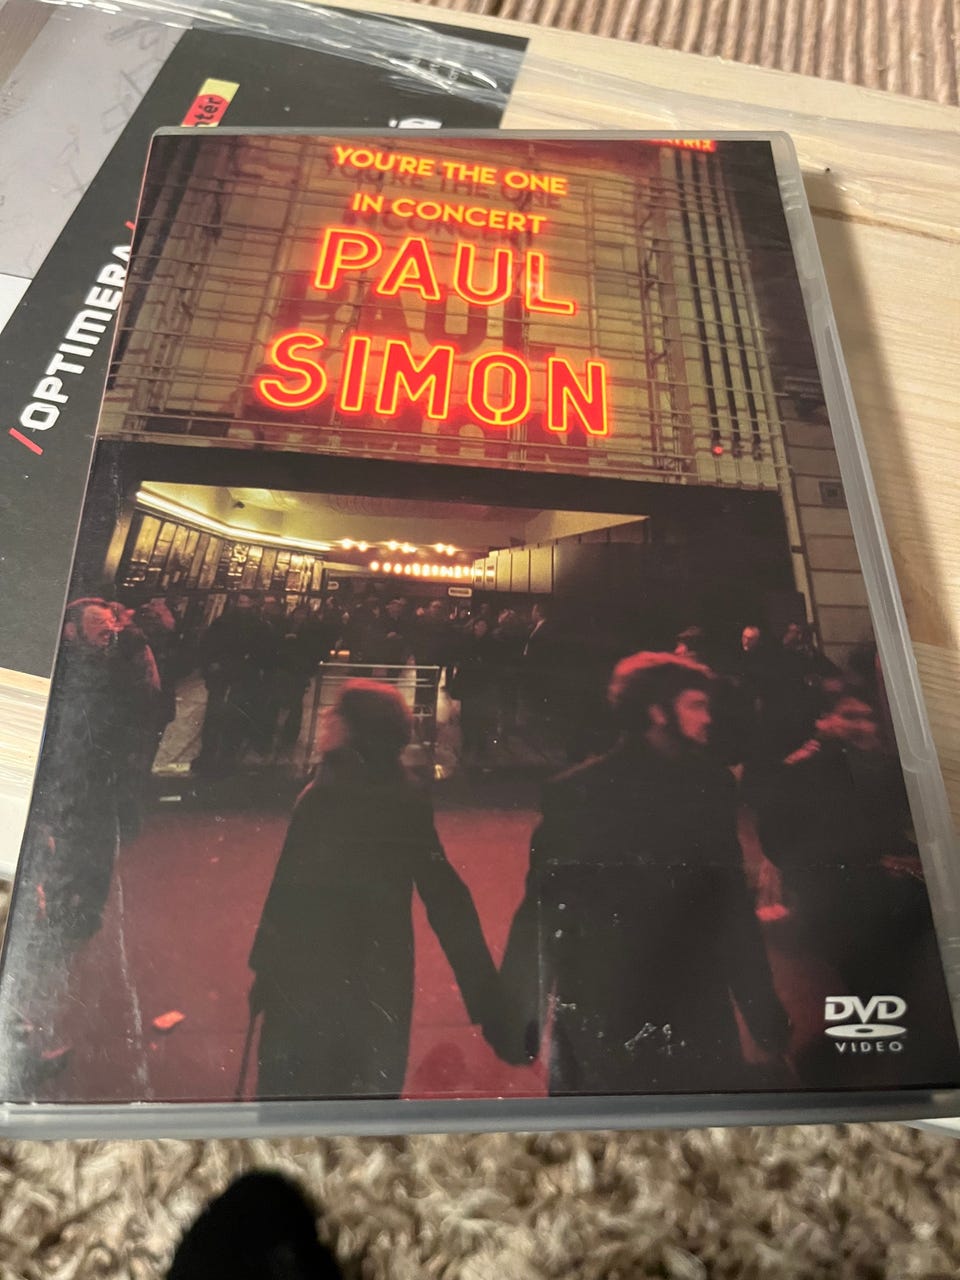 YOU'RE THE ONE
IN CONCERT
PAUL
SIMON
DVD
VIDEO
/OPTIMERA/